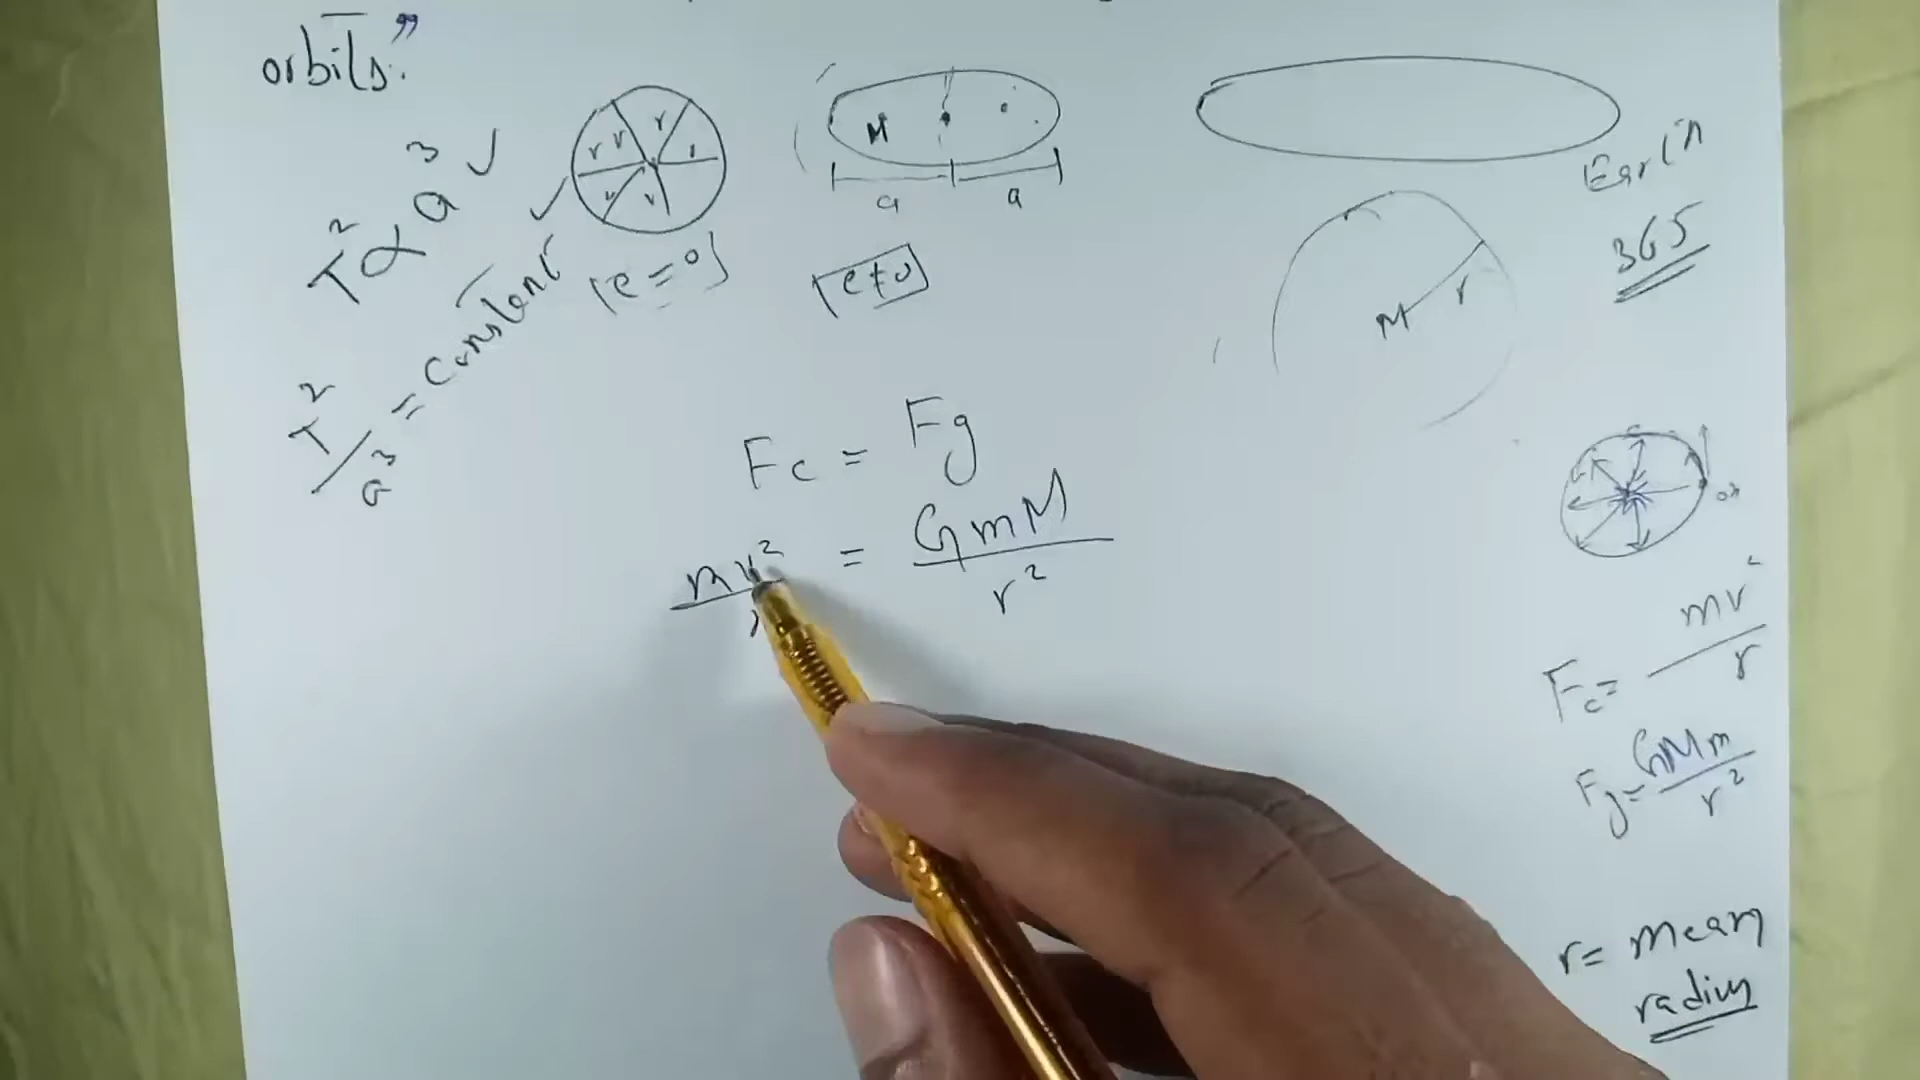 orbits."
T² ∝ a³ ✓
T²/a³ = Constant ✓
r r r r
[e = 0]
M
a a
[e ≠ 0]
Earth
365
M r
Fc = Fg
mv² = GmM
r²
Fc = mv²/r
Fg = GMm/r²
r = mean
radius